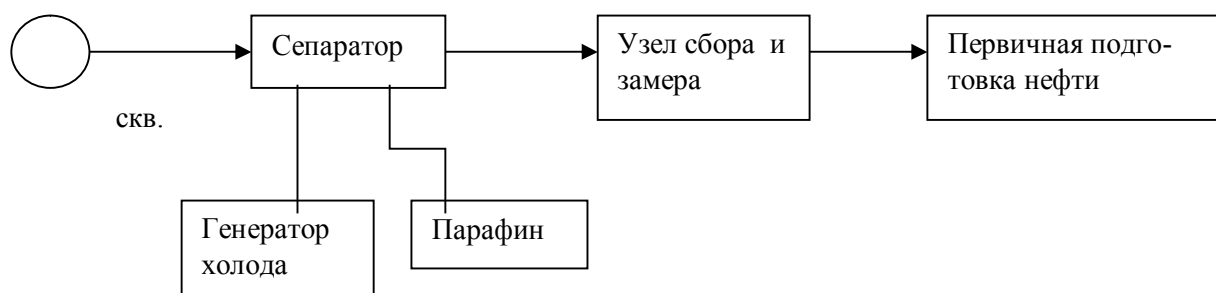 Сепаратор
Узел сбора и
замера
Первичная подго-
товка нефти
скв.
Генератор
холода
Парафин